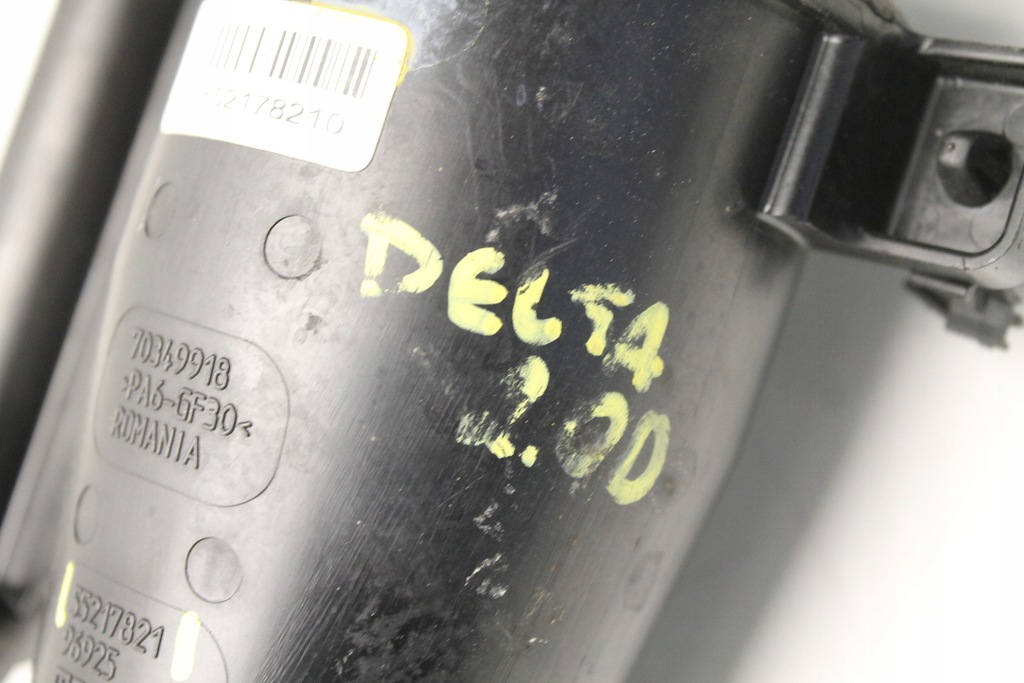 52178210
DELTA
2.0D
70349918
>PA6-GF30<
ROMANIA
55217821
96925